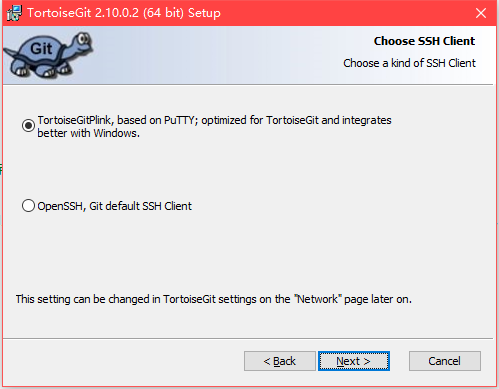 TortoiseGit 2.10.0.2 (64 bit) Setup
Git
Choose SSH Client
Choose a kind of SSH Client
TortoiseGitPlink, based on PuTTY; optimized for TortoiseGit and integrates
better with Windows.
OpenSSH, Git default SSH Client
This setting can be changed in TortoiseGit settings on the "Network" page later on.
< Back
Next >
Cancel